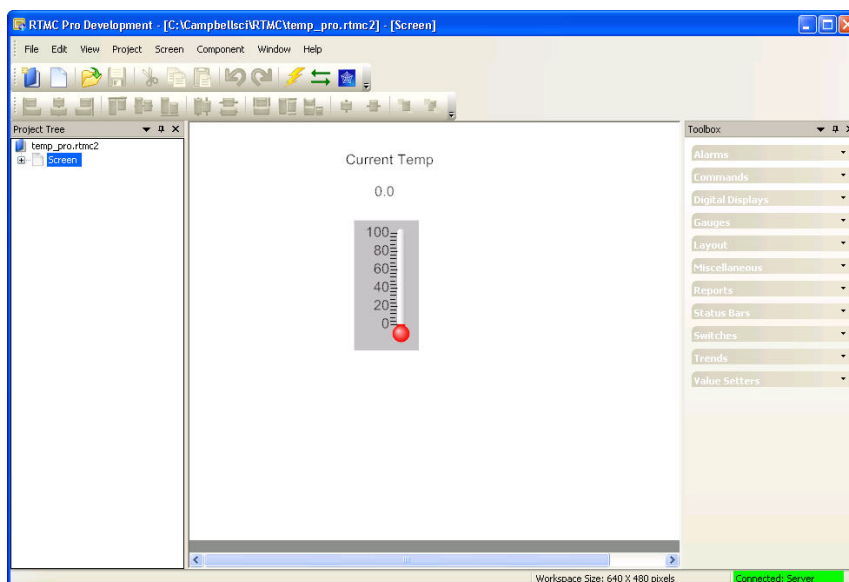 RTMC Pro Development - [C:\Campbellsci\RTMC\temp_pro.rtmc2] - [Screen]
File Edit View Project Screen Component Window Help
Project Tree
temp_pro.rtmc2
Screen
Current Temp
0.0
100
80
60
40
20
0
Toolbox
Alarms
Commands
Digital Displays
Gauges
Layout
Miscellaneous
Reports
Status Bars
Switches
Trends
Value Setters
Workspace Size: 640 X 480 pixels
Connected: Server